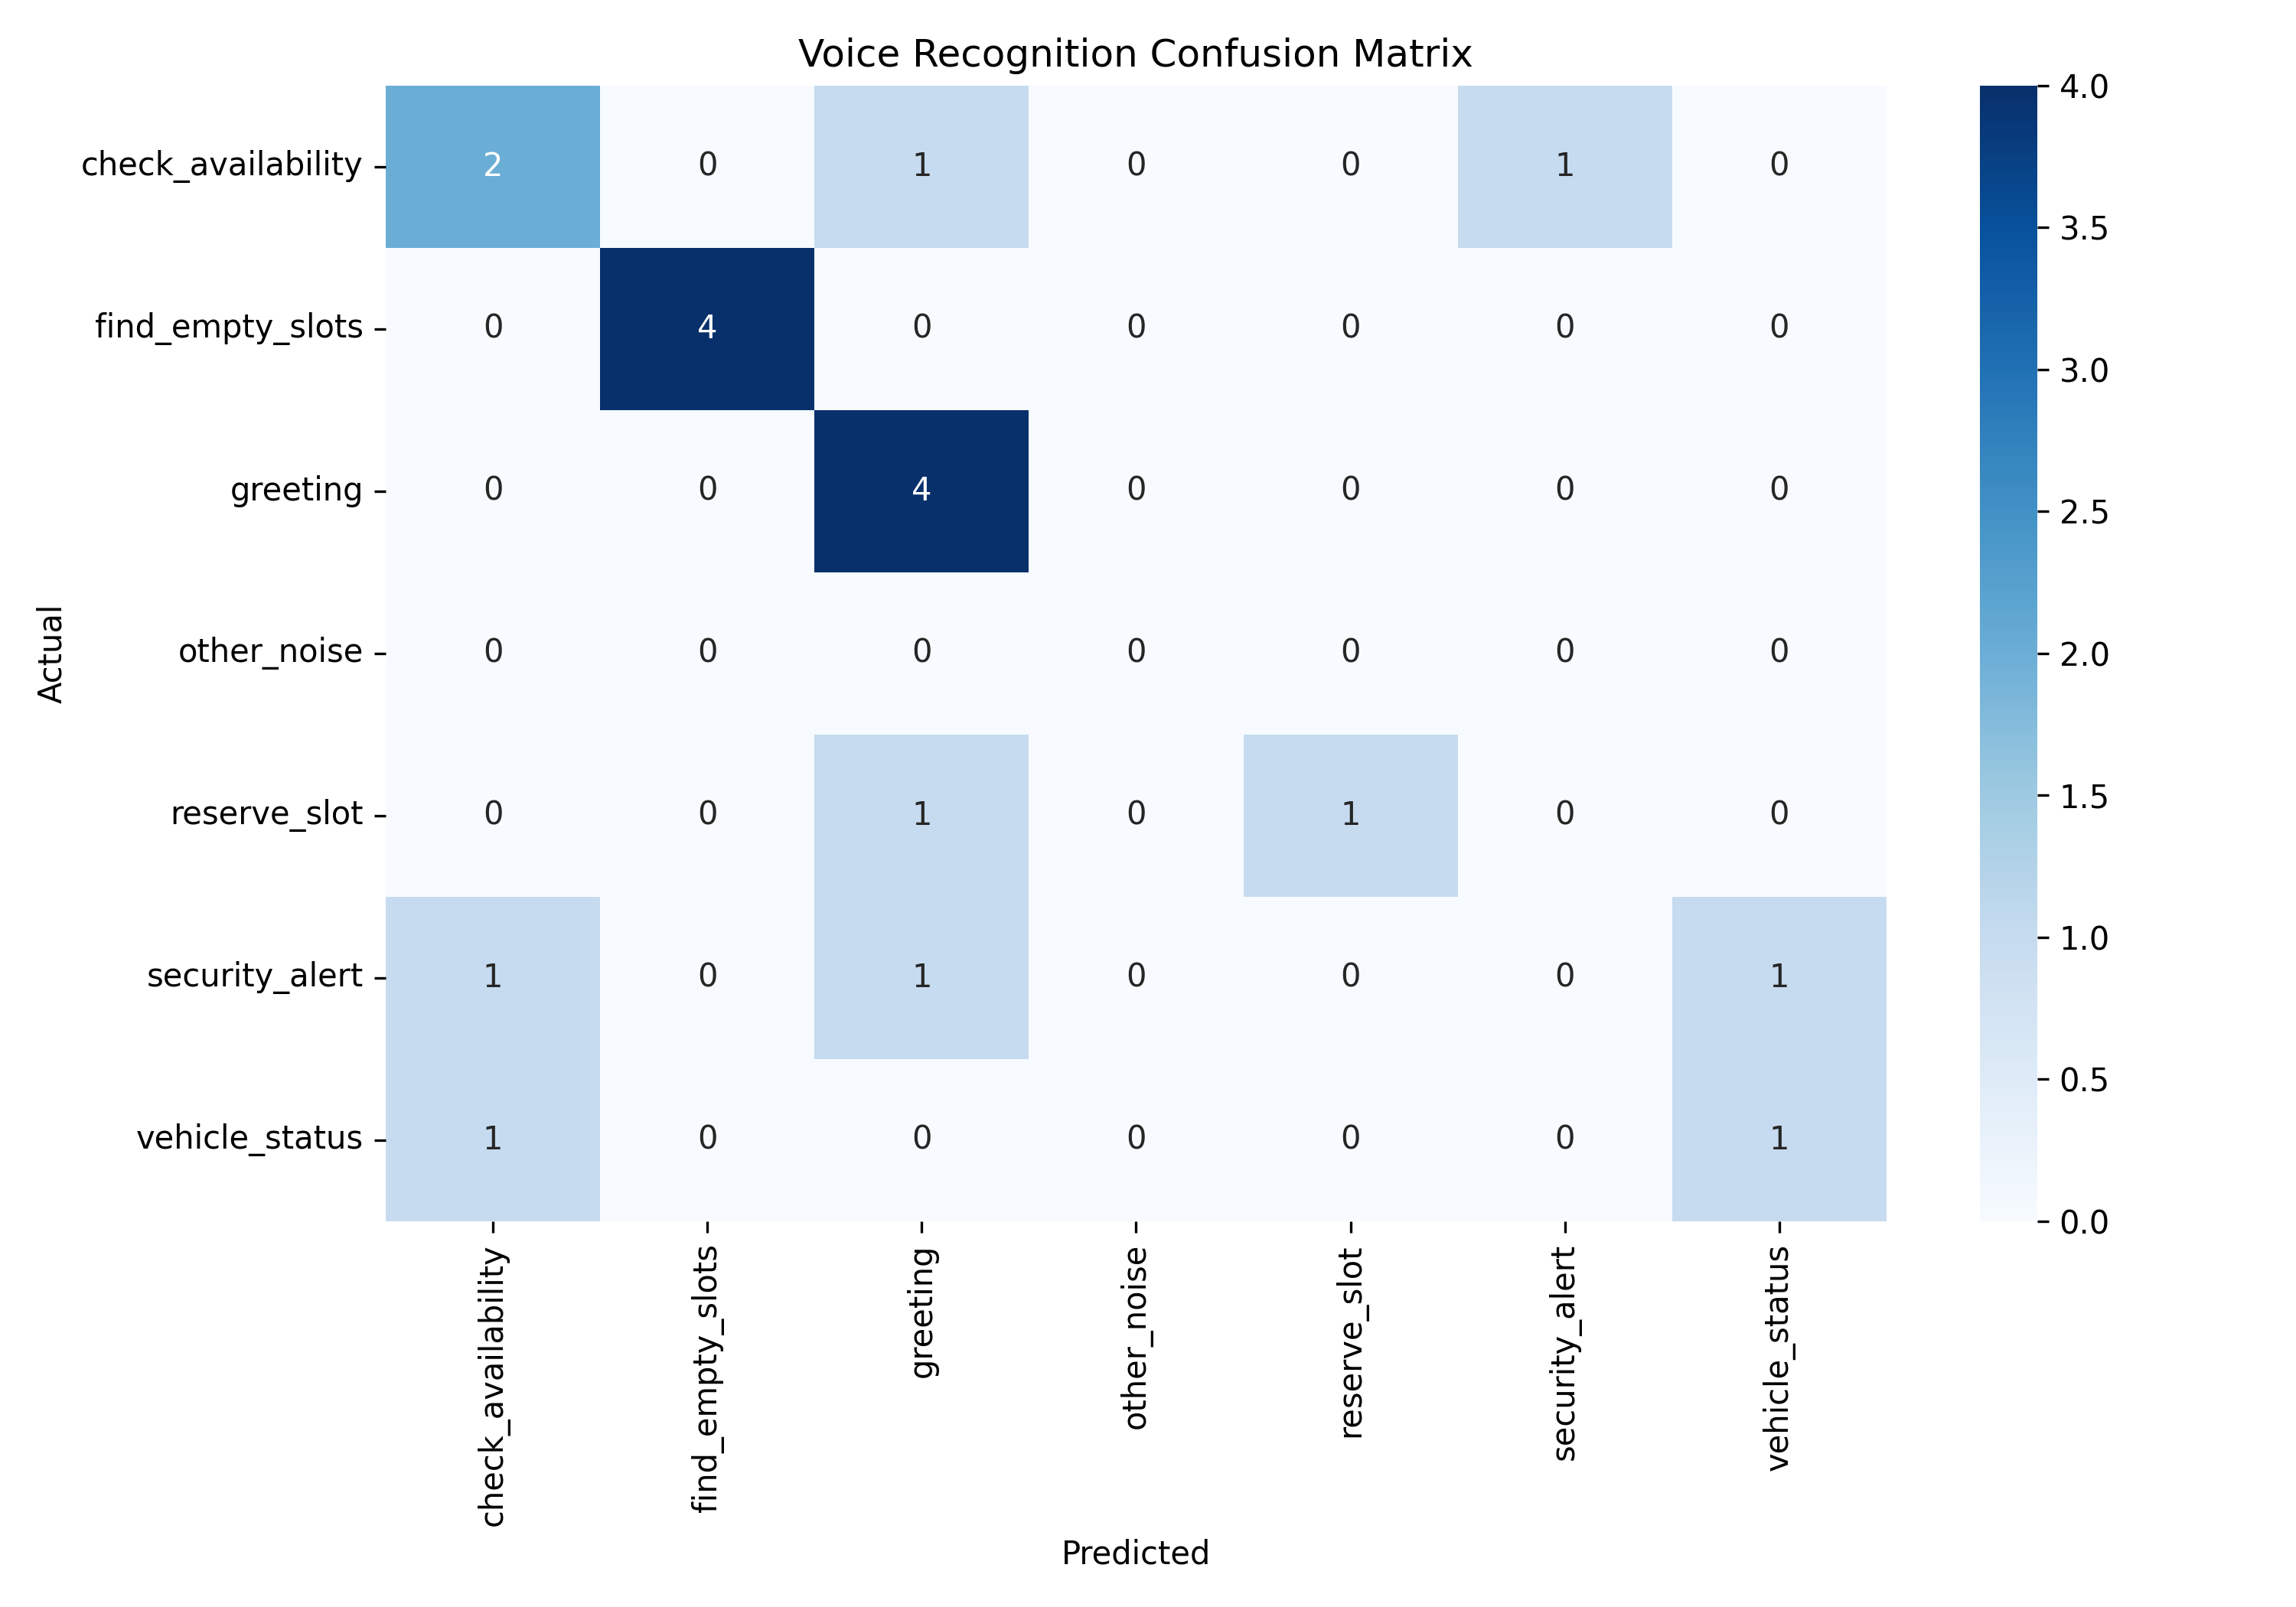 Voice Recognition Confusion Matrix
check_availability 2 0 1 0 0 1 0
find_empty_slots 0 4 0 0 0 0 0
greeting 0 0 4 0 0 0 0
other_noise 0 0 0 0 0 0 0
reserve_slot 0 0 1 0 1 0 0
security_alert 1 0 1 0 0 0 1
vehicle_status 1 0 0 0 0 0 1
Actual
check_availability
find_empty_slots
greeting
other_noise
reserve_slot
security_alert
vehicle_status
Predicted
4.0
3.5
3.0
2.5
2.0
1.5
1.0
0.5
0.0